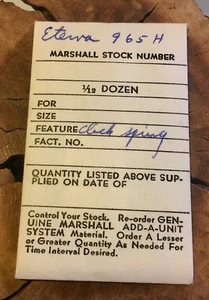 Eterna 965H
MARSHALL STOCK NUMBER
1/12 DOZEN
FOR
SIZE
FEATURE click spring
FACT. NO.
QUANTITY LISTED ABOVE SUP-
PLIED ON DATE OF
Control Your Stock. Re-order GEN-
UINE MARSHALL ADD-A-UNIT
SYSTEM Material. Order A Lesser
or Greater Quantity As Needed For
Time Interval Desired.